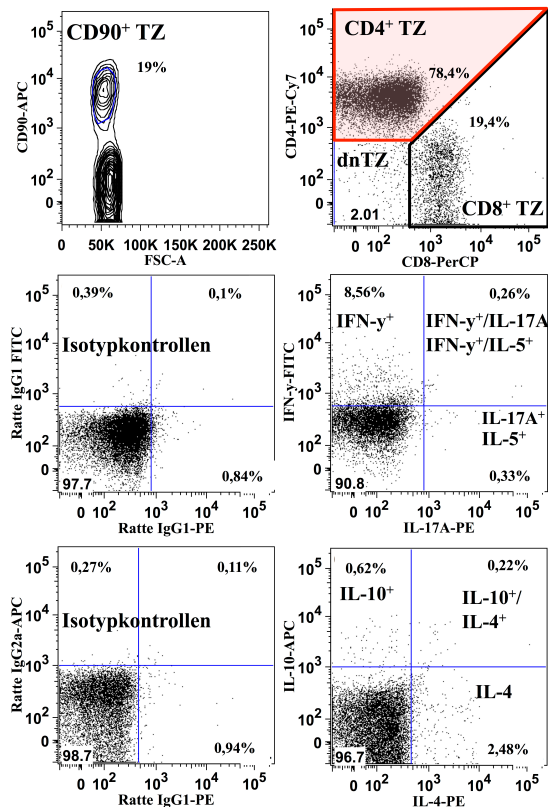 CD90⁺ TZ
19%
10⁵
10⁴
10³
10²
0
CD90-APC
0 50K 100K 150K 200K 250K
FSC-A
CD4⁺ TZ
78,4%
19,4%
dnTZ
CD8⁺ TZ
2.01
10⁵
10⁴
10³
10²
0
CD4-PE-Cy7
0 10² 10³ 10⁴ 10⁵
CD8-PerCP
0,39% 0,1%
Isotypkontrollen
97.7
0,84%
10⁵
10⁴
10³
10²
0
Ratte IgG1 FITC
0 10² 10³ 10⁴ 10⁵
Ratte IgG1-PE
8,56% 0,26%
IFN-y⁺ IFN-y⁺/IL-17A
IFN-y⁺/IL-5⁺
IL-17A⁺
IL-5⁺
90.8
0,33%
10⁵
10⁴
10³
10²
0
IFN-y-FITC
0 10² 10³ 10⁴ 10⁵
IL-17A-PE
0,27% 0,11%
Isotypkontrollen
98.7
0,94%
10⁵
10⁴
10³
10²
0
Ratte IgG2a-APC
0 10² 10³ 10⁴ 10⁵
Ratte IgG1-PE
0,62% 0,22%
IL-10⁺ IL-10⁺/
IL-4⁺
IL-4
96.7
2,48%
10⁵
10⁴
10³
10²
0
IL-10-APC
0 10² 10³ 10⁴ 10⁵
IL-4-PE